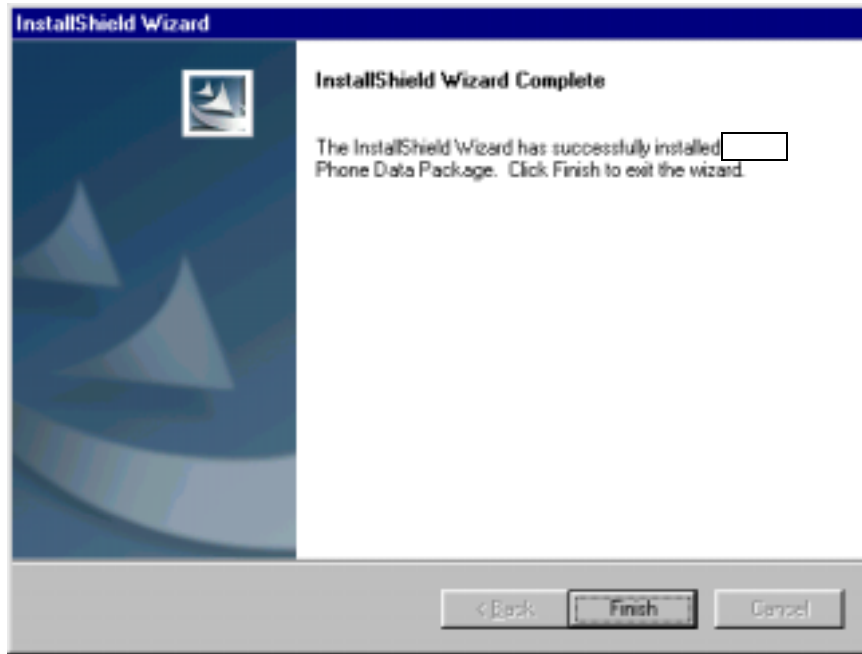 InstallShield Wizard
InstallShield Wizard Complete
The InstallShield Wizard has successfully installed
Phone Data Package. Click Finish to exit the wizard.
< Back Finish Cancel